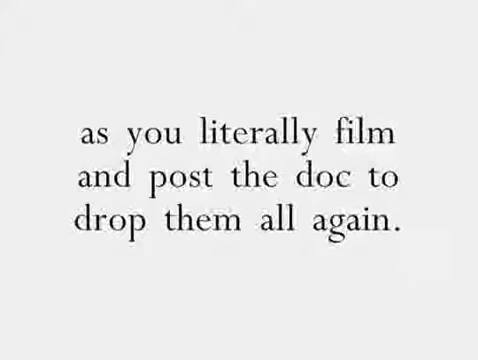 as you literally film
and post the doc to
drop them all again.